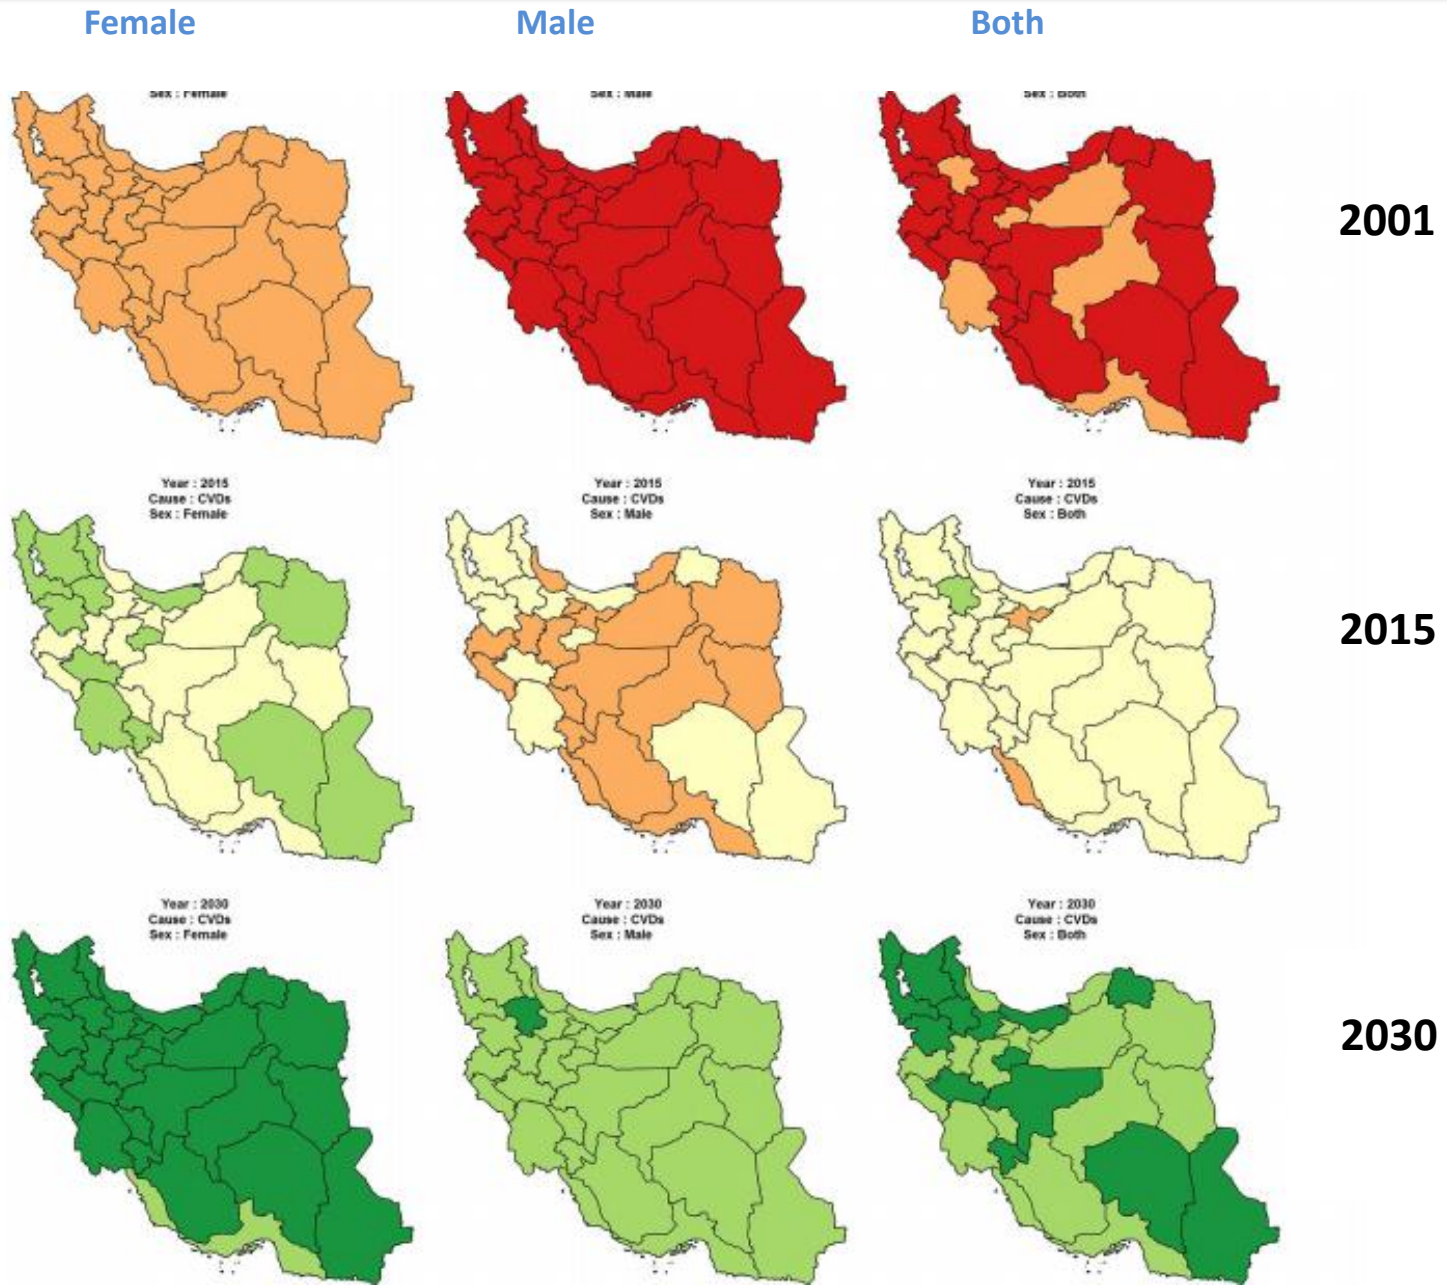 Female Male Both
Sex : Female Sex : Male Sex : Both
2001
Year : 2015 Year : 2015 Year : 2015
Cause : CVDs Cause : CVDs Cause : CVDs
Sex : Female Sex : Male Sex : Both
2015
Year : 2030 Year : 2030 Year : 2030
Cause : CVDs Cause : CVDs Cause : CVDs
Sex : Female Sex : Male Sex : Both
2030